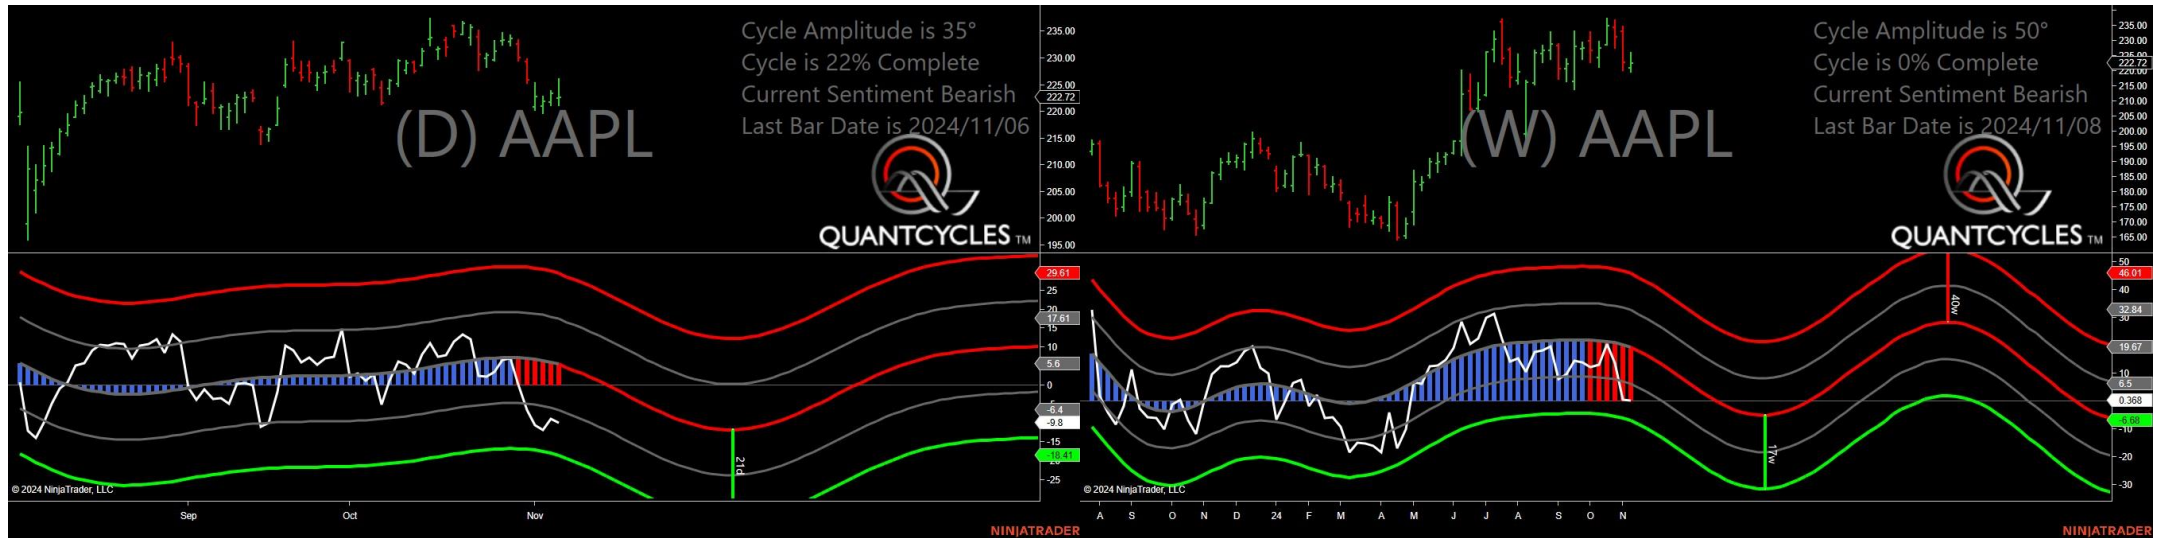 Cycle Amplitude is 35°
Cycle is 22% Complete
Current Sentiment Bearish
Last Bar Date is 2024/11/06
(D) AAPL
QUANTCYCLES TM
235.00
230.00
225.00
222.72
220.00
215.00
210.00
205.00
200.00
195.00
29.61
25
20
17.61
15
10
5.6
0
-6.4
-9.8
-15
-18.41
-25
21d
© 2024 NinjaTrader, LLC
Sep
Oct
Nov
NINJATRADER
Cycle Amplitude is 50°
Cycle is 0% Complete
Current Sentiment Bearish
Last Bar Date is 2024/11/08
(W) AAPL
QUANTCYCLES TM
235.00
230.00
225.00
222.72
220.00
215.00
210.00
205.00
200.00
195.00
190.00
185.00
180.00
175.00
170.00
165.00
50
46.01
40
32.84
30
19.67
10
6.5
0.368
-6.68
-10
-20
-30
17w
40w
© 2024 NinjaTrader, LLC
A S O N D 24 F M A M J J A S O N
NINJATRADER